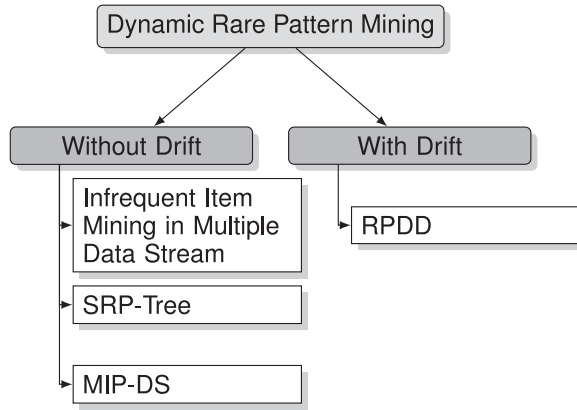 Dynamic Rare Pattern Mining
Without Drift
With Drift
Infrequent Item
Mining in Multiple
Data Stream
RPDD
SRP-Tree
MIP-DS